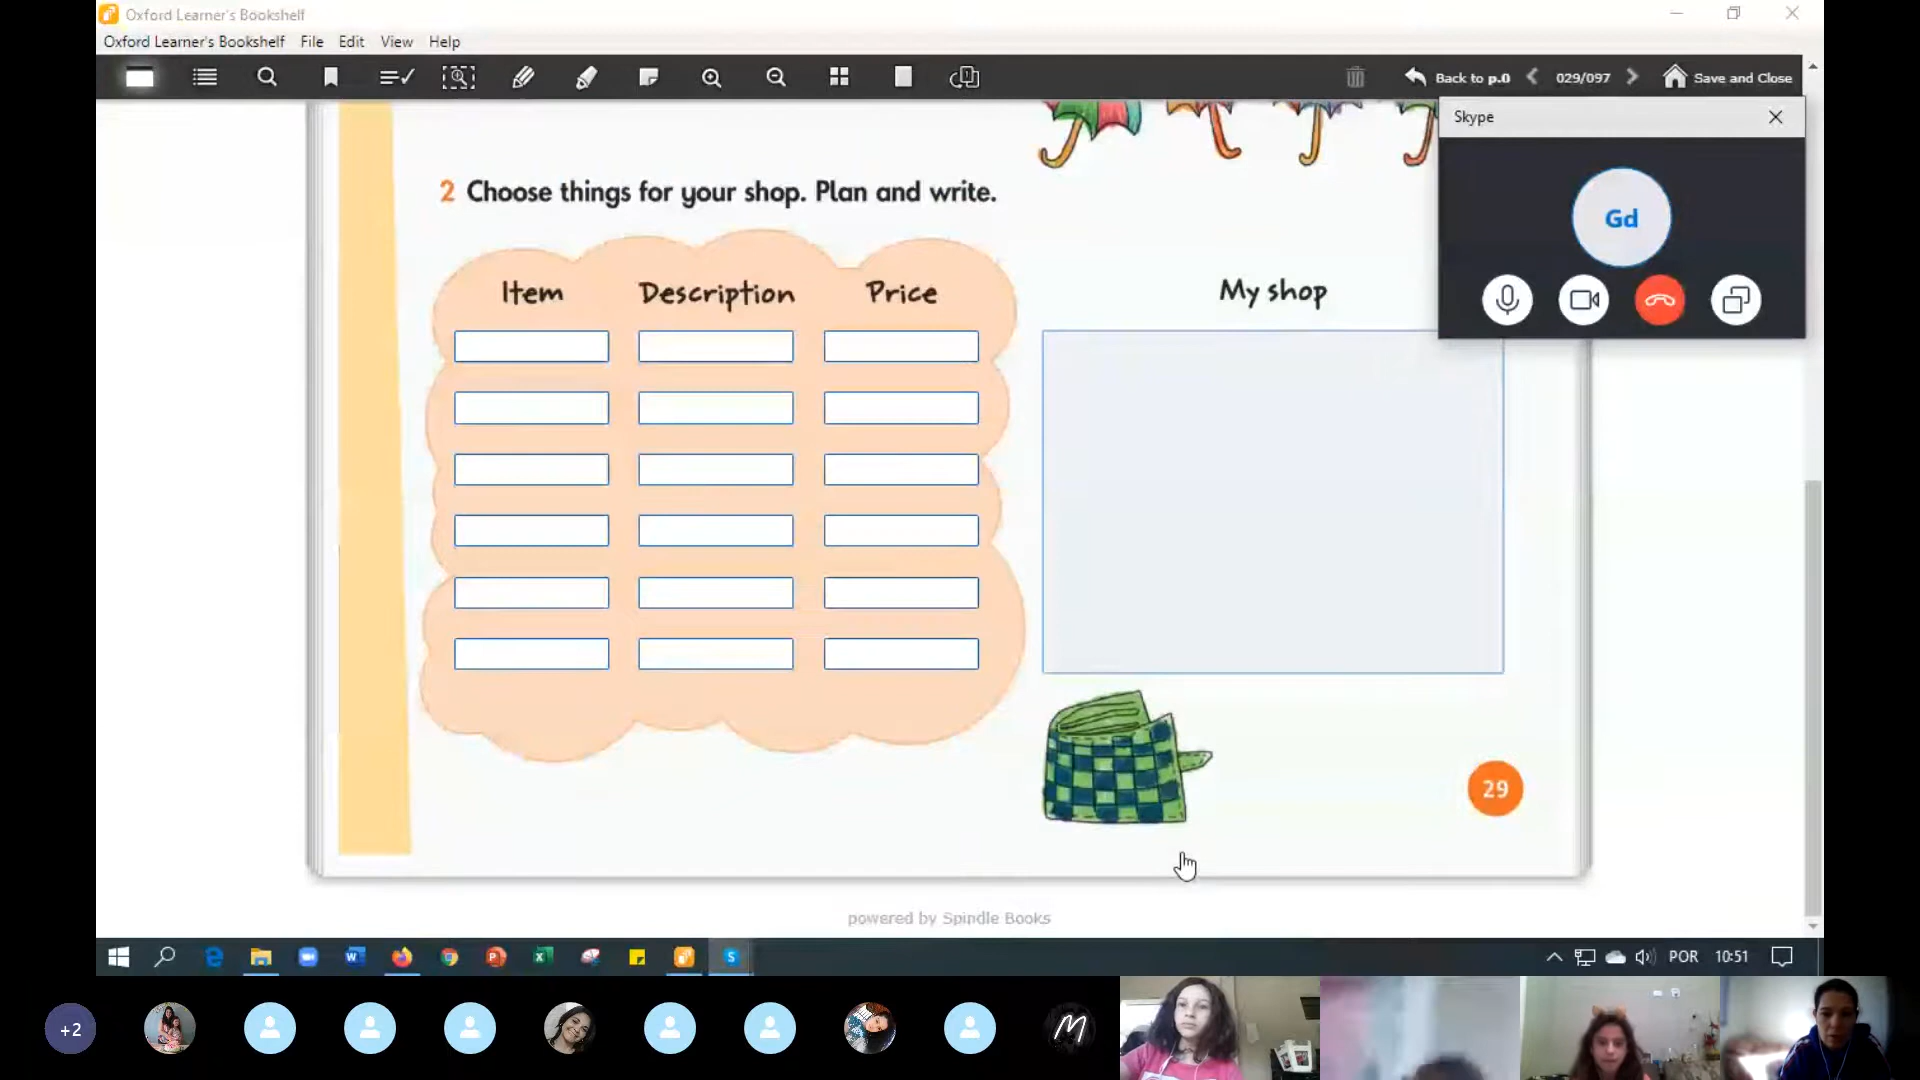 Oxford Learner's Bookshelf
Oxford Learner's Bookshelf File Edit View Help
Back to p.0 029/097 Save and Close
Skype
Gd
2 Choose things for your shop. Plan and write.
Item Description Price
My shop
29
powered by Spindle Books
POR 10:51
+2
M